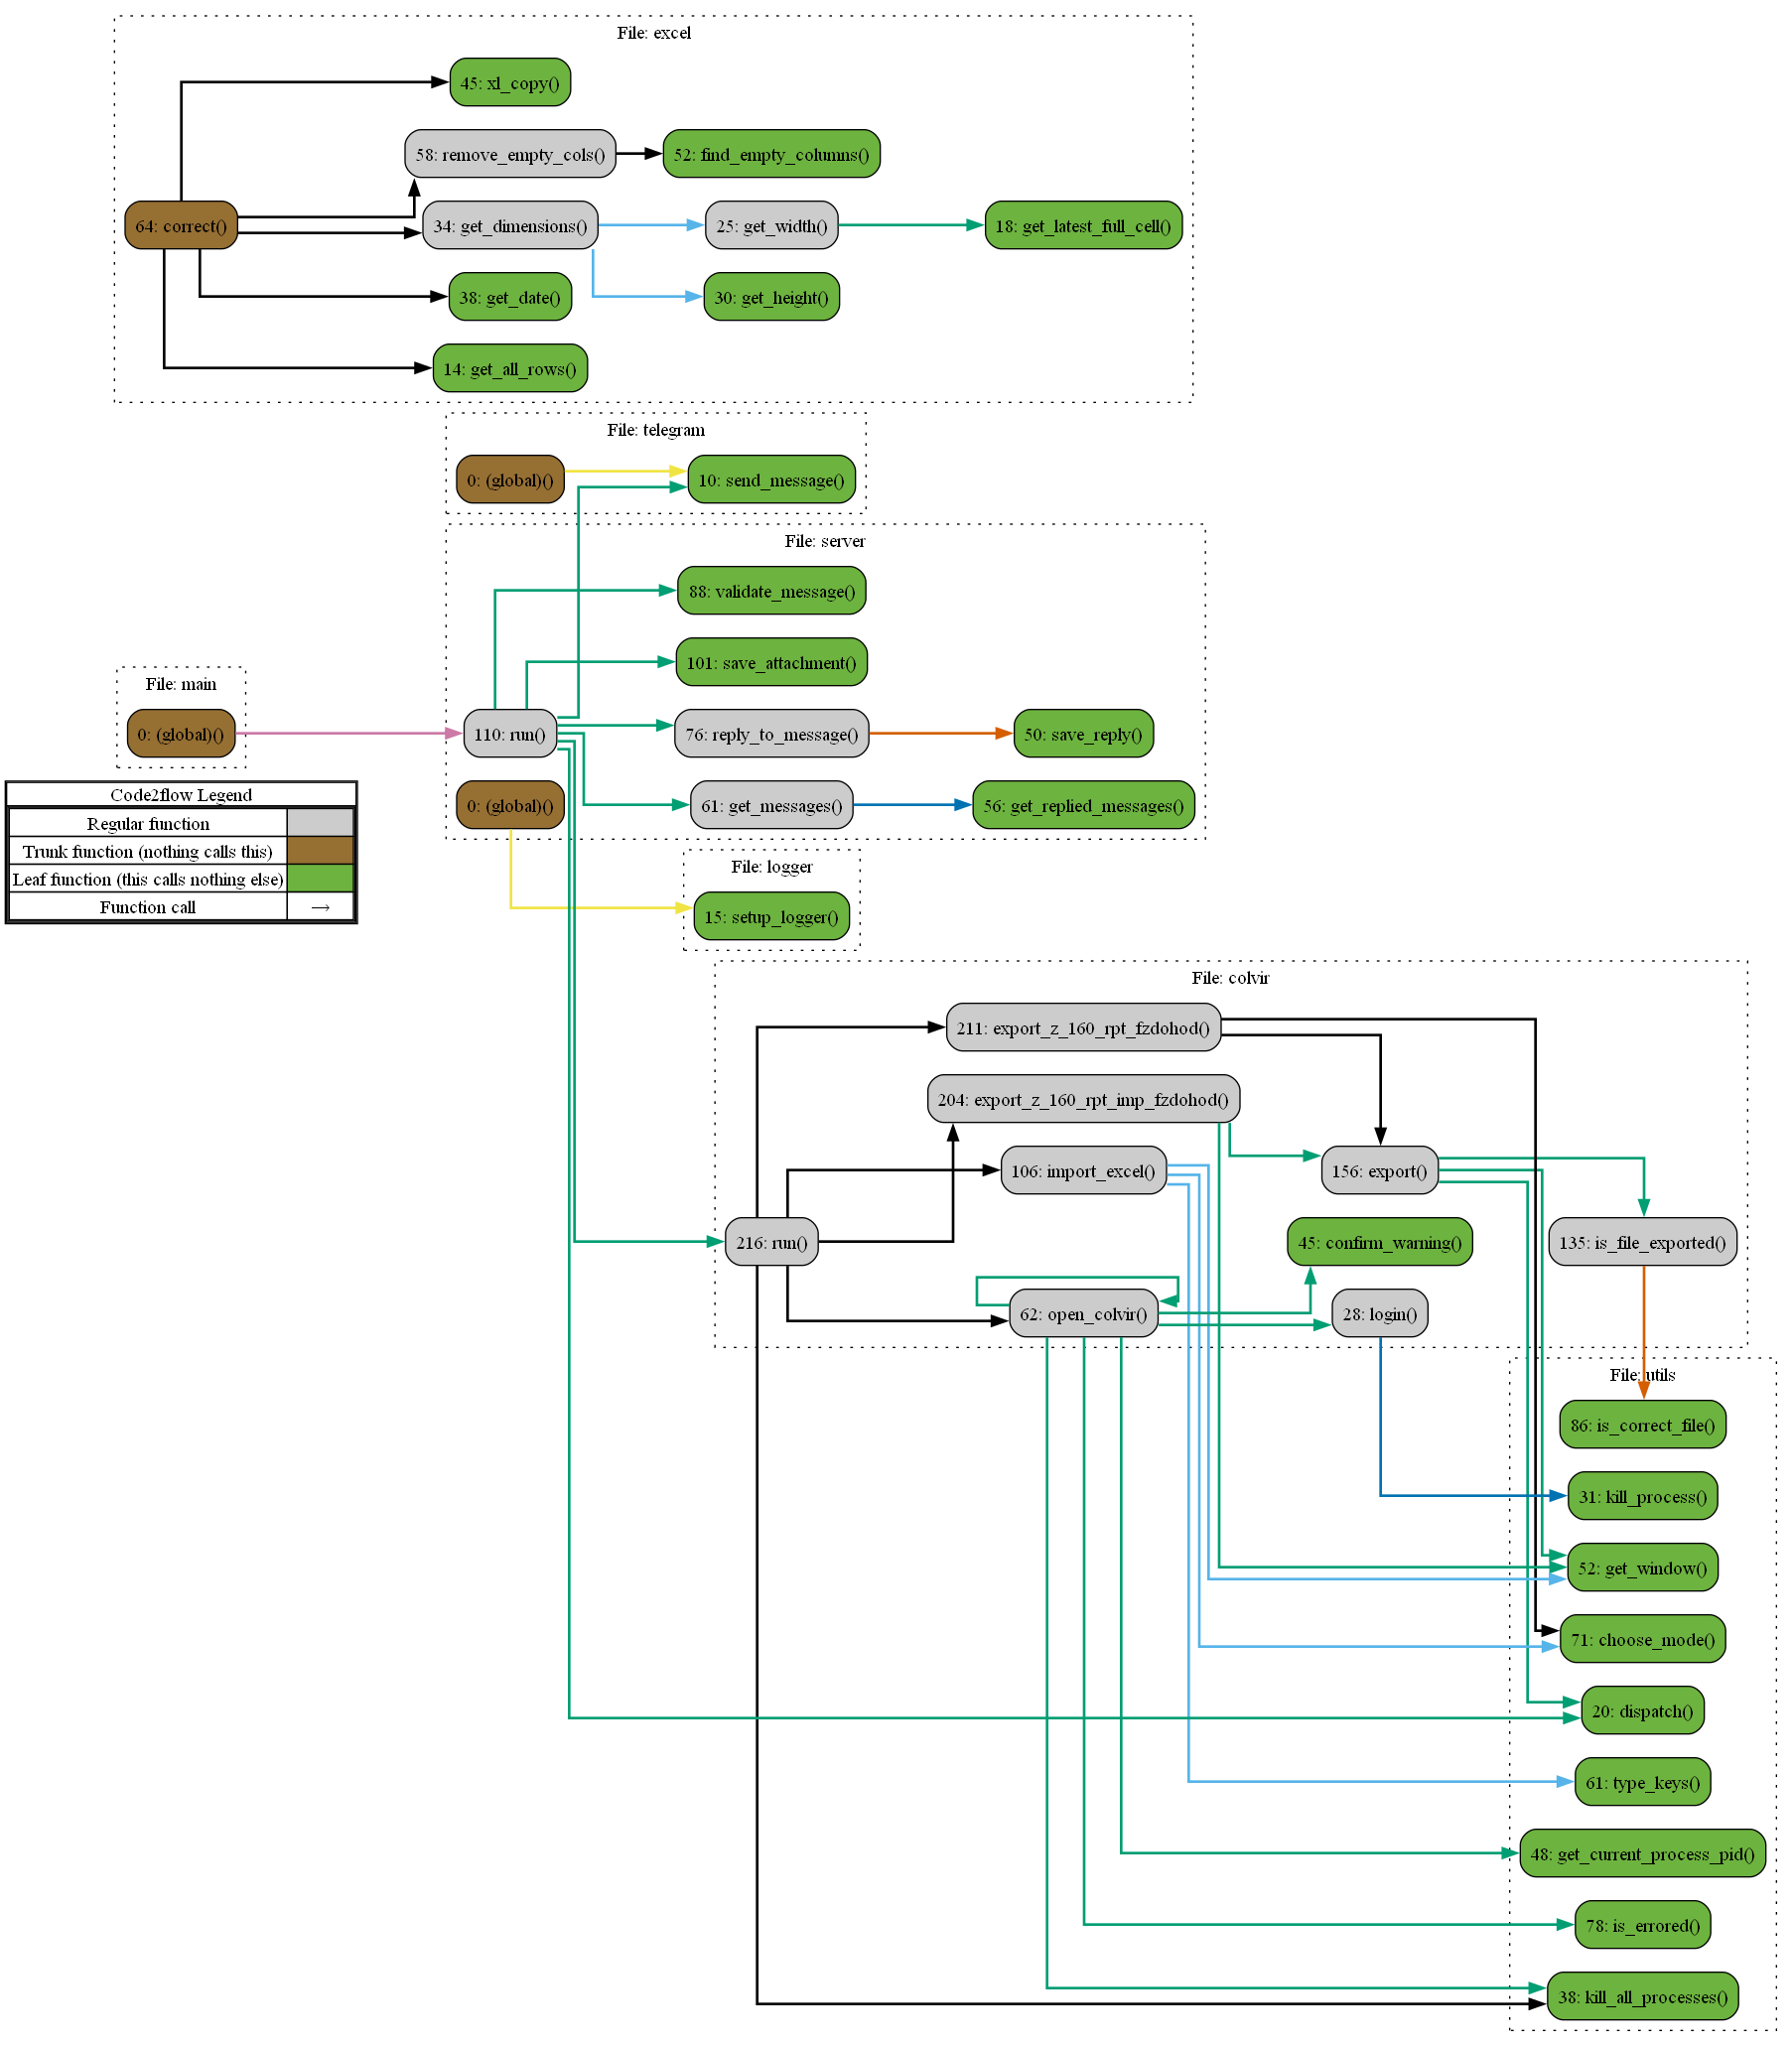 File: excel
45: xl_copy()
58: remove_empty_cols()
52: find_empty_columns()
64: correct()
34: get_dimensions()
25: get_width()
18: get_latest_full_cell()
38: get_date()
30: get_height()
14: get_all_rows()
File: telegram
0: (global)()
10: send_message()
File: server
88: validate_message()
101: save_attachment()
File: main
0: (global)()
110: run()
76: reply_to_message()
50: save_reply()
0: (global)()
61: get_messages()
56: get_replied_messages()
Code2flow Legend
Regular function
Trunk function (nothing calls this)
Leaf function (this calls nothing else)
Function call
→
File: logger
15: setup_logger()
File: colvir
211: export_z_160_rpt_fzdohod()
204: export_z_160_rpt_imp_fzdohod()
106: import_excel()
156: export()
216: run()
45: confirm_warning()
135: is_file_exported()
62: open_colvir()
28: login()
File: utils
86: is_correct_file()
31: kill_process()
52: get_window()
71: choose_mode()
20: dispatch()
61: type_keys()
48: get_current_process_pid()
78: is_errored()
38: kill_all_processes()